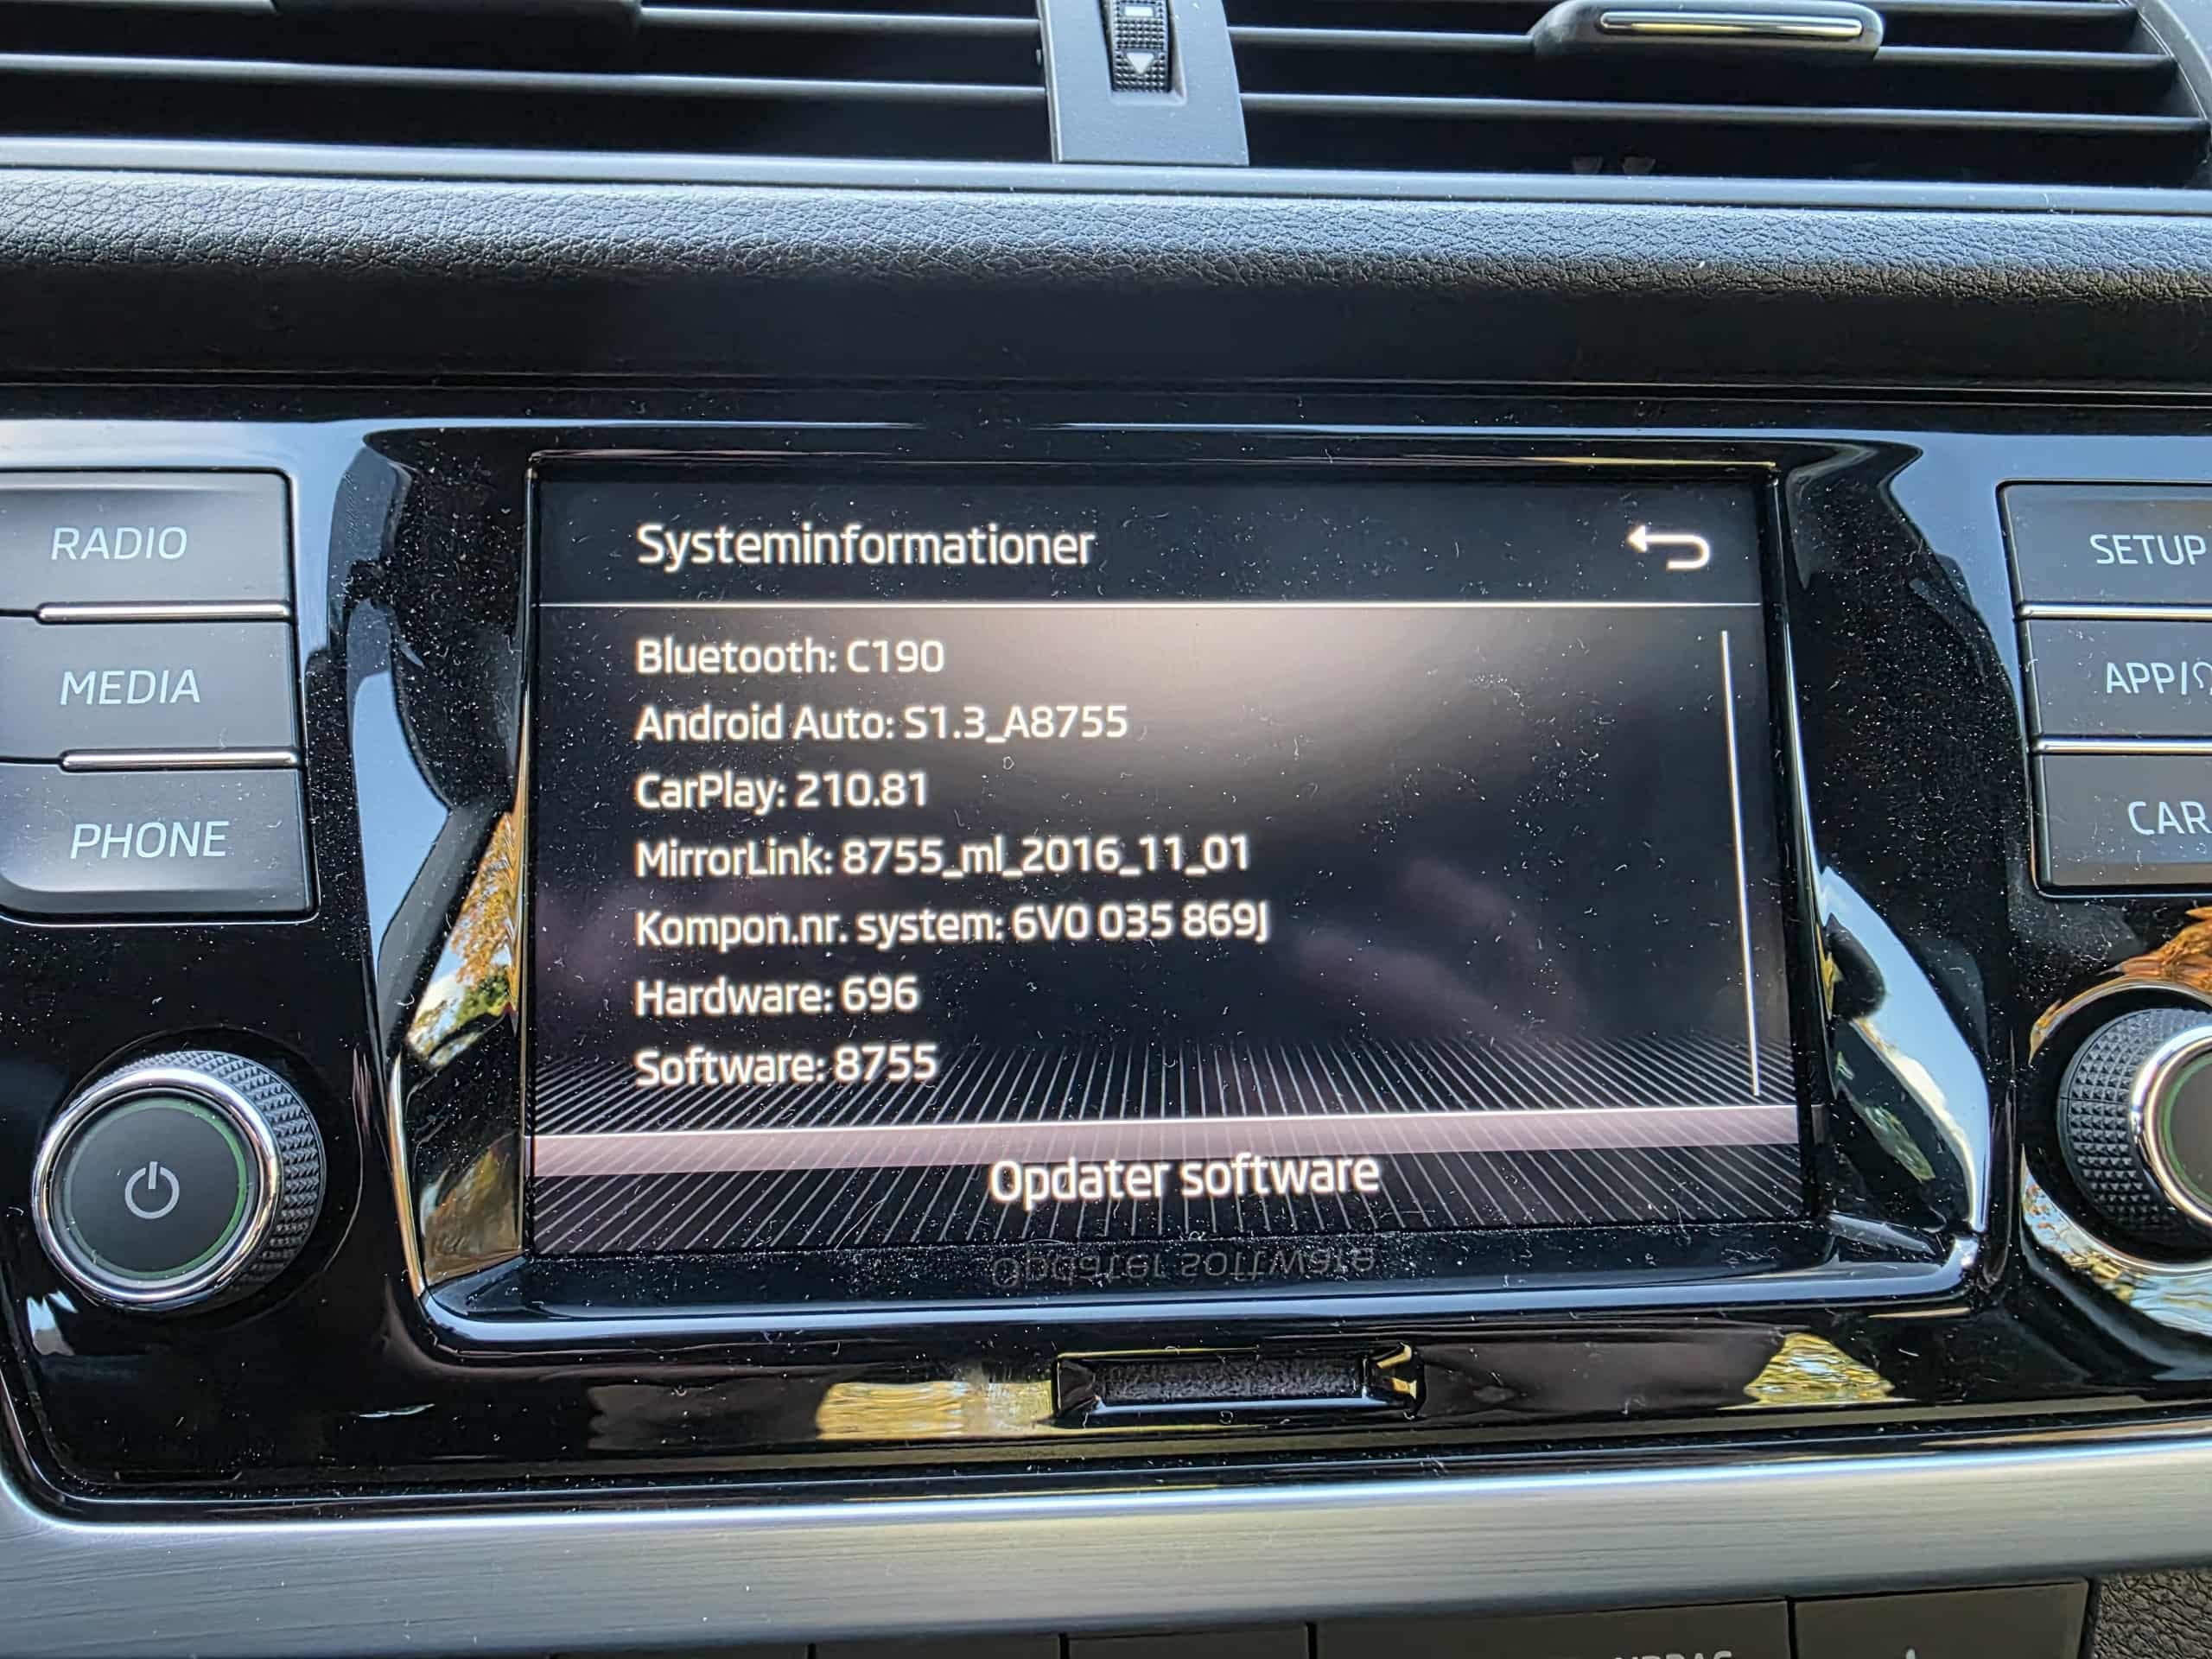 RADIO
MEDIA
PHONE
Systeminformationer
Bluetooth: C190
Android Auto: S1.3_A8755
CarPlay: 210.81
MirrorLink: 8755_ml_2016_11_01
Kompon.nr. system: 6V0 035 869J
Hardware: 696
Software: 8755
Opdater software
SETUP
APP/
CAR